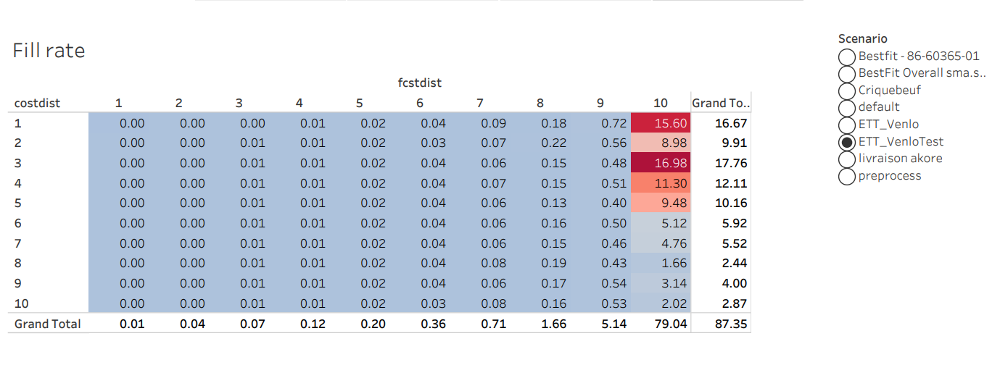 Fill rate
fcstdist
costdist 1 2 3 4 5 6 7 8 9 10 Grand To..
1 0.00 0.00 0.00 0.01 0.02 0.04 0.09 0.18 0.72 15.60 16.67
2 0.00 0.00 0.01 0.01 0.02 0.03 0.07 0.22 0.56 8.98 9.91
3 0.00 0.00 0.01 0.01 0.02 0.04 0.06 0.15 0.48 16.98 17.76
4 0.00 0.00 0.01 0.01 0.02 0.04 0.07 0.15 0.51 11.30 12.11
5 0.00 0.00 0.01 0.01 0.02 0.04 0.06 0.13 0.40 9.48 10.16
6 0.00 0.00 0.01 0.01 0.02 0.04 0.06 0.16 0.50 5.12 5.92
7 0.00 0.00 0.01 0.01 0.02 0.04 0.06 0.15 0.46 4.76 5.52
8 0.00 0.00 0.01 0.01 0.02 0.04 0.08 0.19 0.43 1.66 2.44
9 0.00 0.00 0.01 0.01 0.02 0.04 0.06 0.17 0.54 3.14 4.00
10 0.00 0.00 0.01 0.01 0.02 0.03 0.08 0.16 0.53 2.02 2.87
Grand Total 0.01 0.04 0.07 0.12 0.20 0.36 0.71 1.66 5.14 79.04 87.35
Scenario
Bestfit - 86-60365-01
BestFit Overall sma.s..
Criquebeuf
default
ETT_Venlo
ETT_VenloTest
livraison akore
preprocess